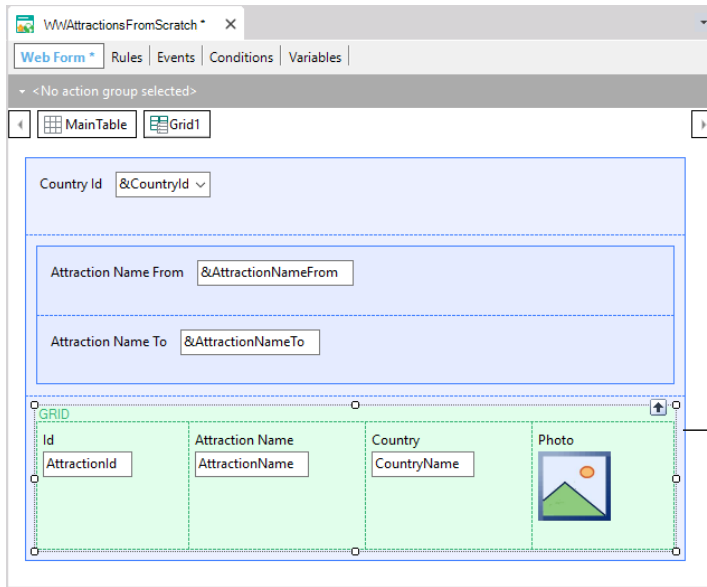 WWAttractionsFromScratch *
Web Form * Rules Events Conditions Variables
<No action group selected>
MainTable Grid1
Country Id &CountryId
Attraction Name From &AttractionNameFrom
Attraction Name To &AttractionNameTo
GRID
Id Attraction Name Country Photo
AttractionId AttractionName CountryName